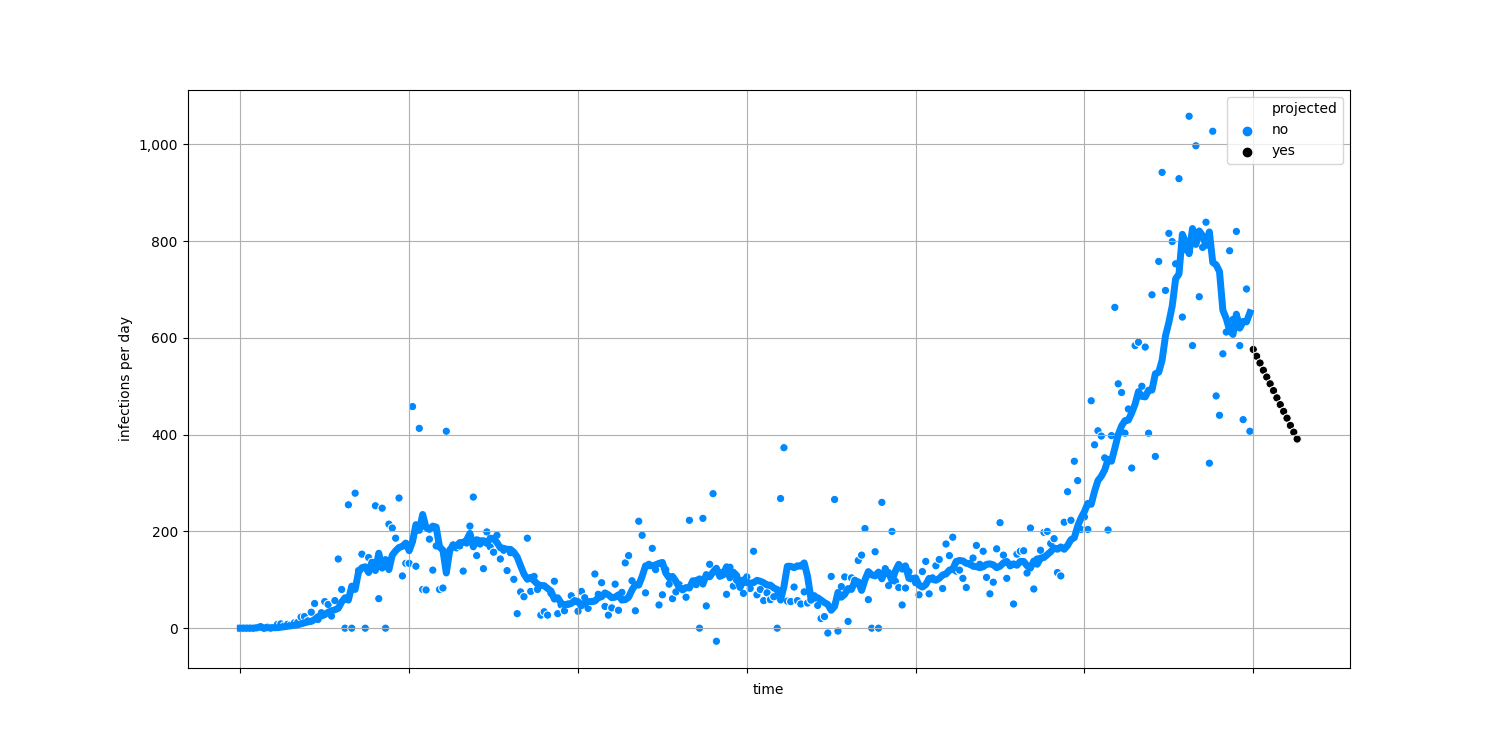 projected
no
yes
1,000
800
600
400
200
0
infections per day
time